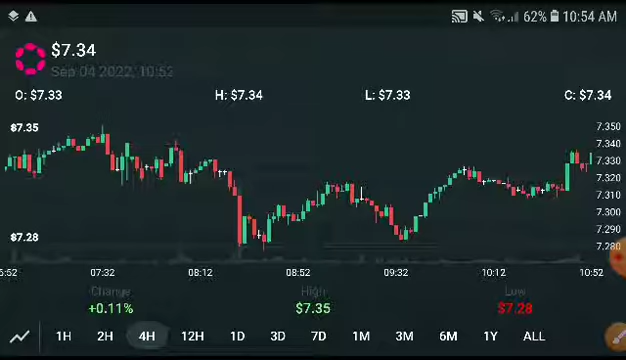 62% 10:54 AM
$7.34
Sep 04 2022, 10:52
O: $7.33 H: $7.34 L: $7.33 C: $7.34
$7.35
7.350
7.340
7.330
7.320
7.310
7.300
7.290
$7.28
7.280
6:52 07:32 08:12 08:52 09:32 10:12 10:52
Change High Low
+0.11% $7.35 $7.28
1H 2H 4H 12H 1D 3D 7D 1M 3M 6M 1Y ALL